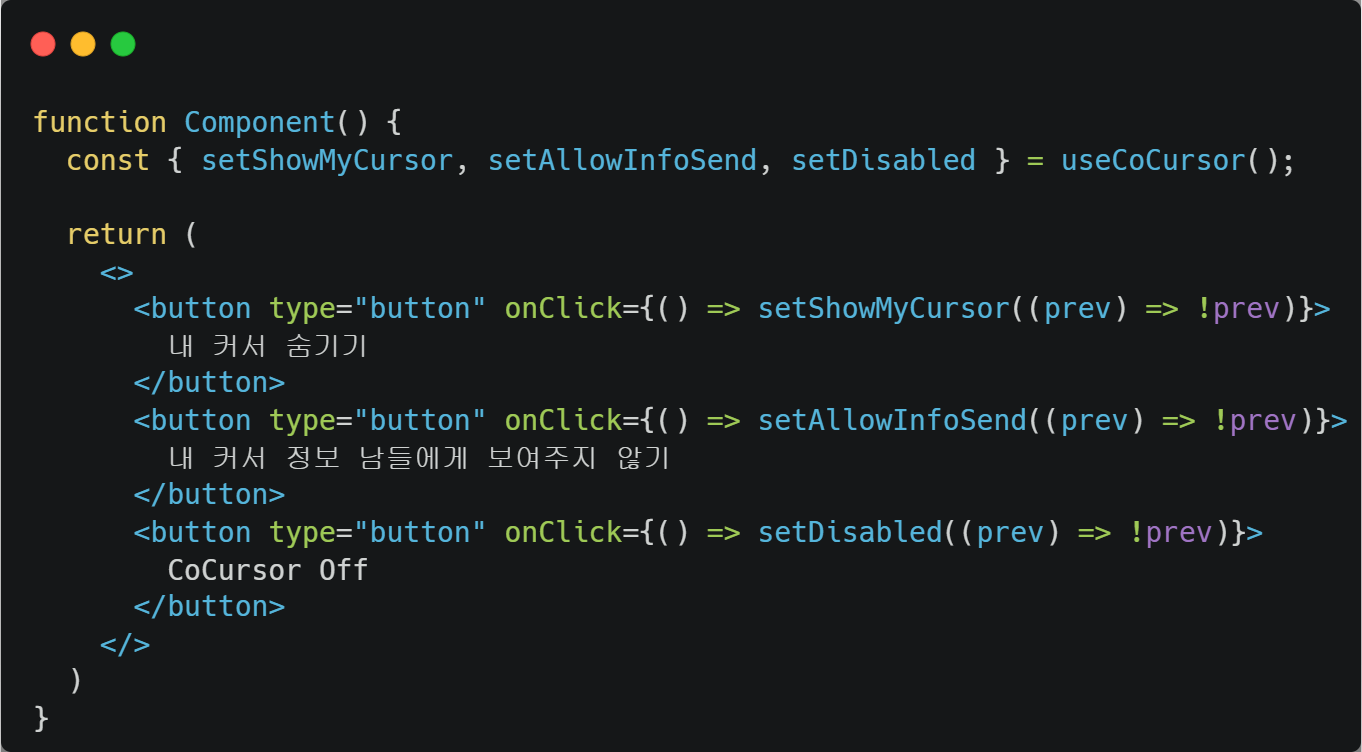 function Component() {
  const { setShowMyCursor, setAllowInfoSend, setDisabled } = useCoCursor();

  return (
    <>
      <button type="button" onClick={() => setShowMyCursor((prev) => !prev)}>
        내 커서 숨기기
      </button>
      <button type="button" onClick={() => setAllowInfoSend((prev) => !prev)}>
        내 커서 정보 남들에게 보여주지 않기
      </button>
      <button type="button" onClick={() => setDisabled((prev) => !prev)}>
        CoCursor Off
      </button>
    </>
  )
}